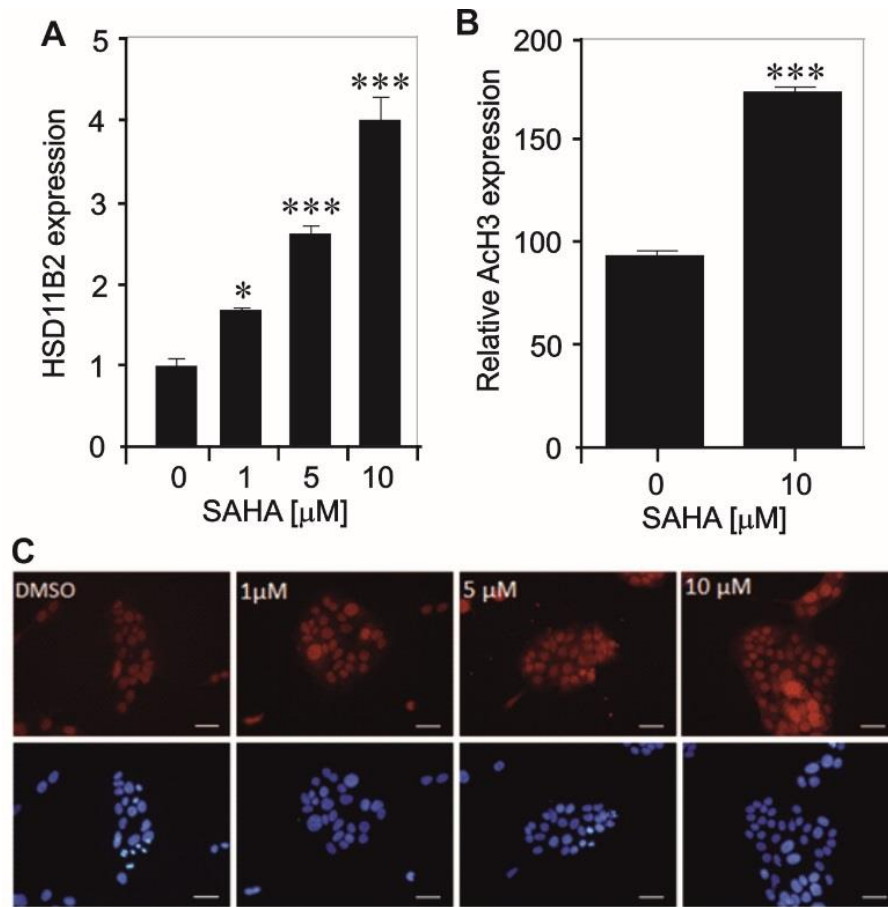 A
HSD11B2 expression
5
4
3
2
1
0
*
***
***
0 1 5 10
SAHA [μM]
B
Relative AcH3 expression
200
150
100
50
0
***
0 10
SAHA [μM]
C
DMSO
1μM
5 μM
10 μM